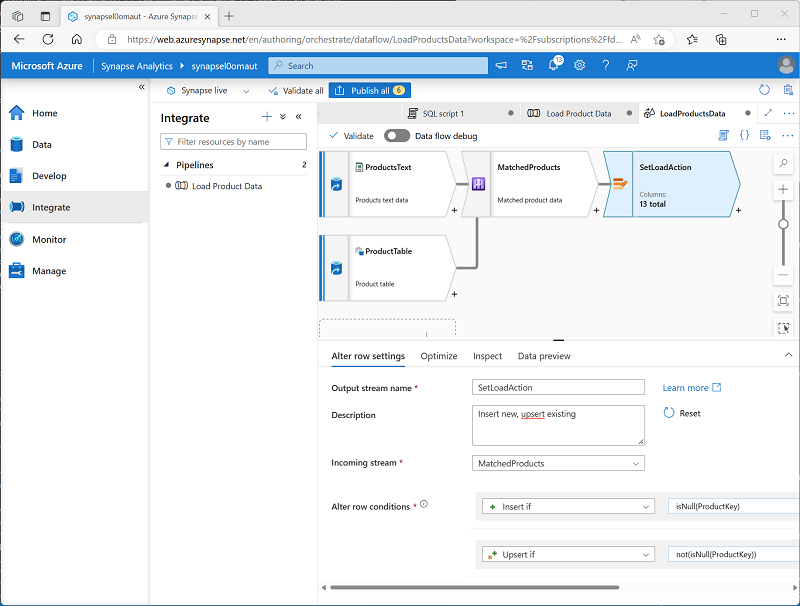 synapsel0omaut - Azure Synapse
https://web.azuresynapse.net/en/authoring/orchestrate/dataflow/LoadProductsData?workspace=%2Fsubscriptions%2Ffd...
Microsoft Azure
Synapse Analytics
synapsel0omaut
Search
13
Synapse live
Validate all
Publish all
6
Home
Data
Develop
Integrate
Monitor
Manage
Integrate
Filter resources by name
Pipelines 2
Load Product Data
SQL script 1
Load Product Data
LoadProductsData
Validate
Data flow debug
ProductsText
Products text data
MatchedProducts
Matched product data
SetLoadAction
Columns:
13 total
ProductTable
Product table
Alter row settings
Optimize
Inspect
Data preview
Output stream name *
SetLoadAction
Learn more
Description
Insert new, upsert existing
Reset
Incoming stream *
MatchedProducts
Alter row conditions *
Insert if
isNull(ProductKey)
Upsert if
not(isNull(ProductKey))